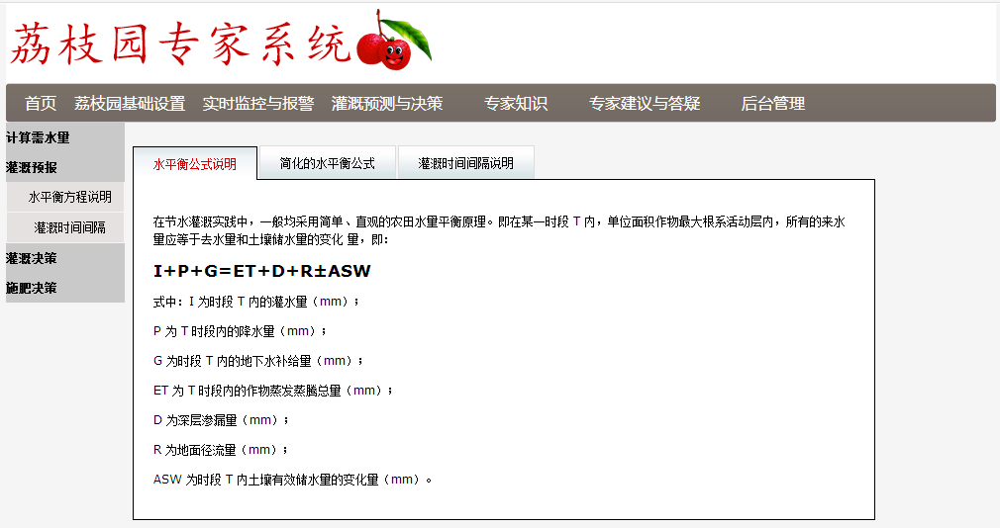 荔枝园专家系统
首页 荔枝园基础设置 实时监控与报警 灌溉预测与决策 专家知识 专家建议与答疑 后台管理
计算需水量
灌溉预报
水平衡方程说明
灌溉时间间隔
灌溉决策
施肥决策
水平衡公式说明 简化的水平衡公式 灌溉时间间隔说明
在节水灌溉实践中，一般均采用简单、直观的农田水量平衡原理。即在某一时段 T 内，单位面积作物最大根系活动层内，所有的来水
量应等于去水量和土壤储水量的变化 量，即：
I+P+G=ET+D+R±ASW
式中：I 为时段 T 内的灌水量（mm）；
P 为 T 时段内的降水量（mm）；
G 为时段 T 内的地下水补给量（mm）；
ET 为 T 时段内的作物蒸发蒸腾总量（mm）；
D 为深层渗漏量（mm）；
R 为地面径流量（mm）；
ASW 为时段 T 内土壤有效储水量的变化量（mm）。